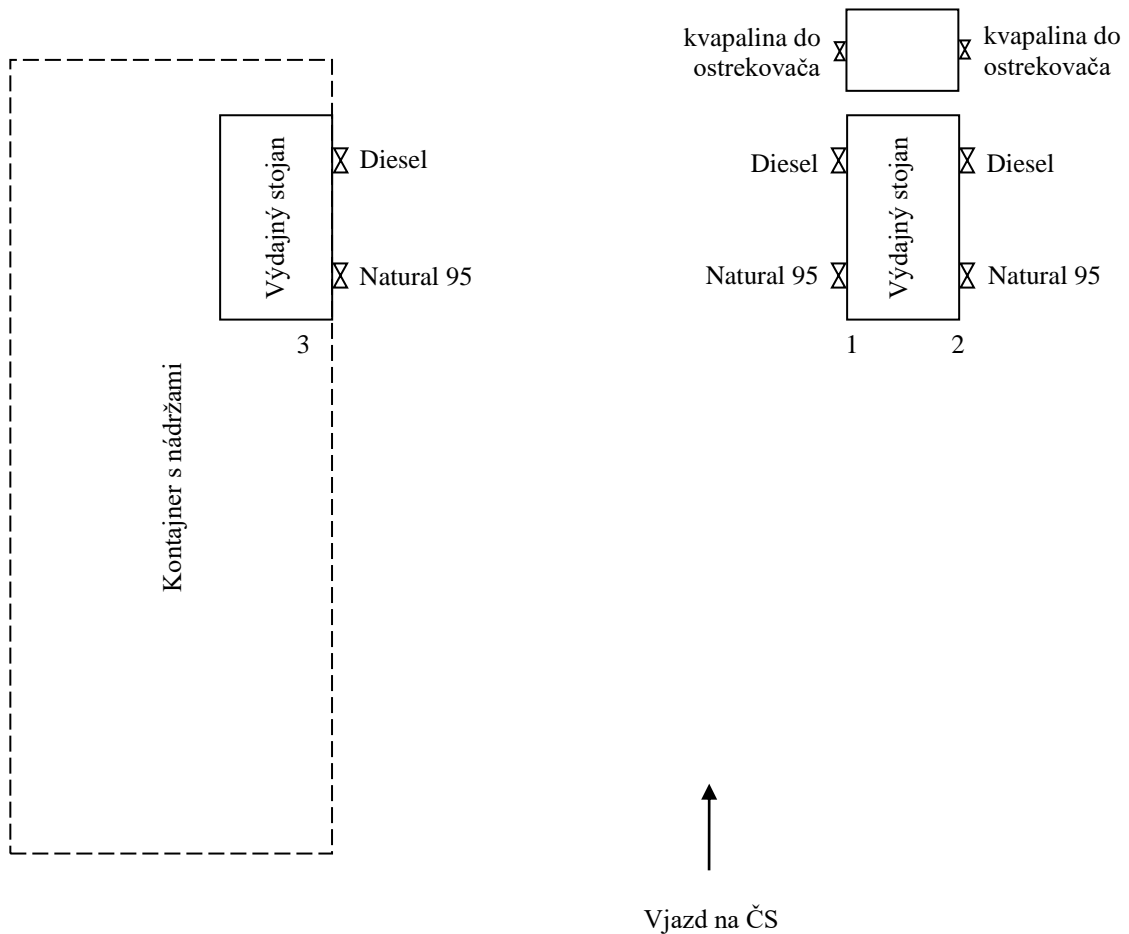 kvapalina do
ostrekovača
kvapalina do
ostrekovača
Výdajný stojan
Diesel
Natural 95
3
Diesel
Natural 95
Výdajný stojan
Diesel
Natural 95
1
2
Kontajner s nádržami
Vjazd na ČS